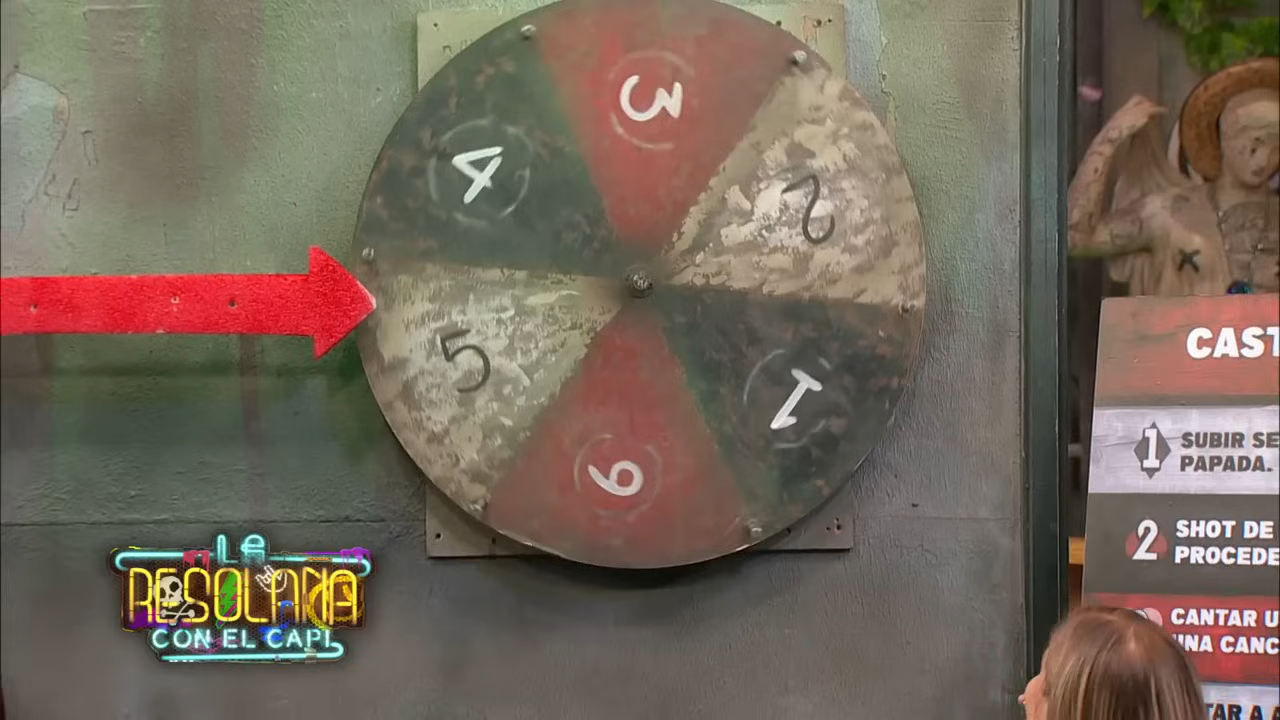 3
4
2
5
1
6
LA
RESOLANA
CON EL CAPI
CAST
1 SUBIR SE
PAPADA.
2 SHOT DE
PROCEDE
CANTAR U
UNA CANC
TAR A A